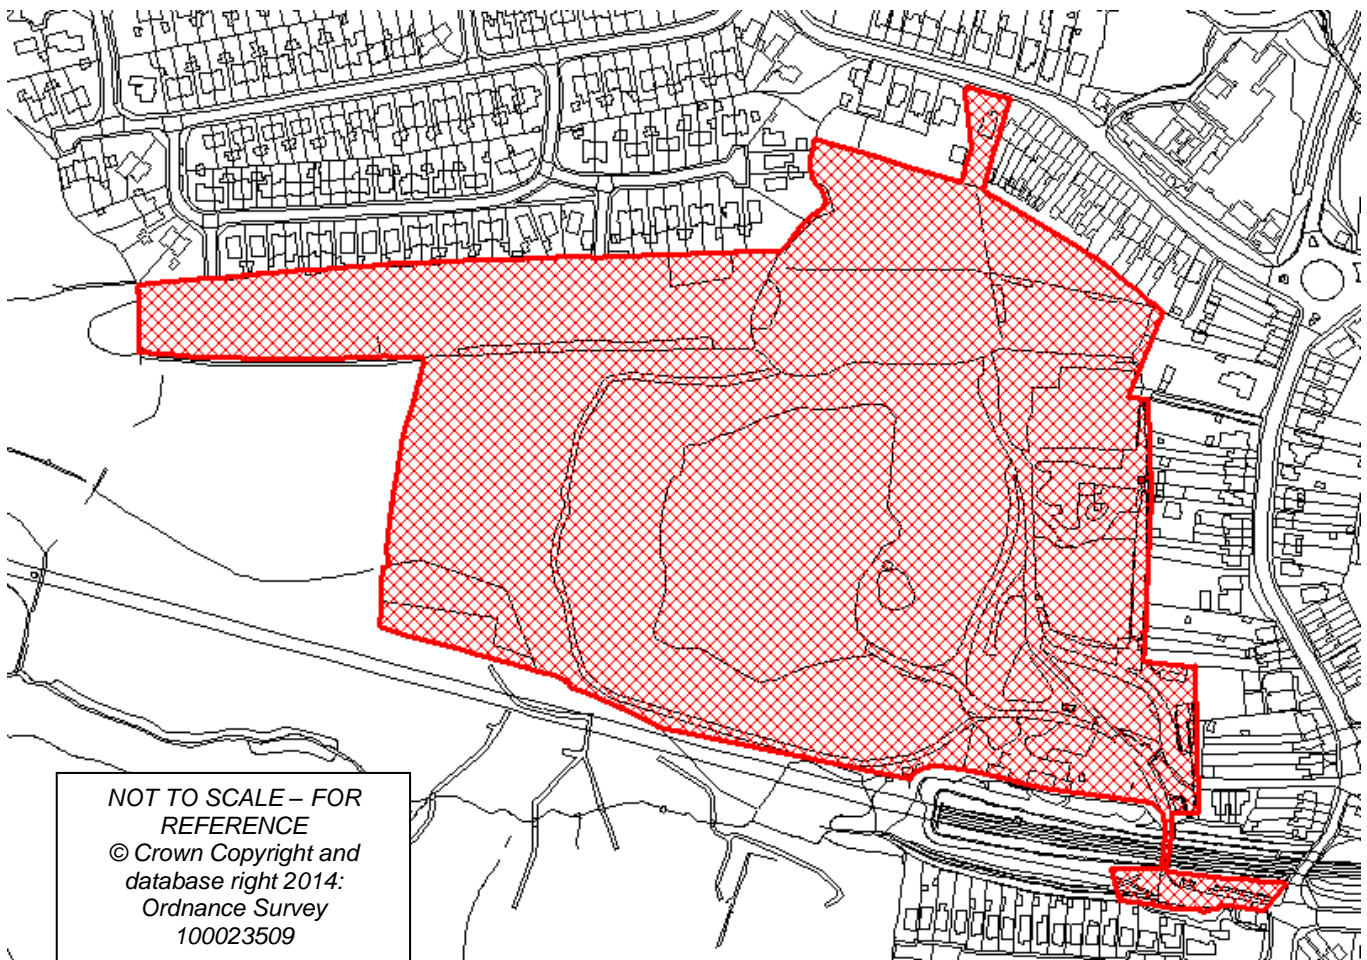 NOT TO SCALE – FOR
REFERENCE
© Crown Copyright and
database right 2014:
Ordnance Survey
100023509